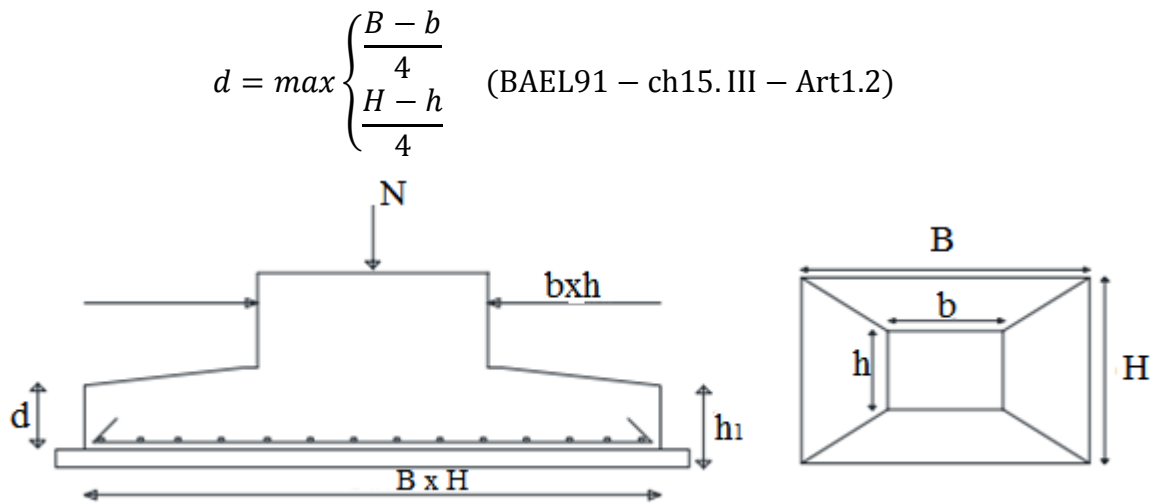 d = max { (B − b)/4
(H − h)/4 (BAEL91 − ch15. III − Art1.2)
N
bxh
d
h1
B x H
B
b
h
H